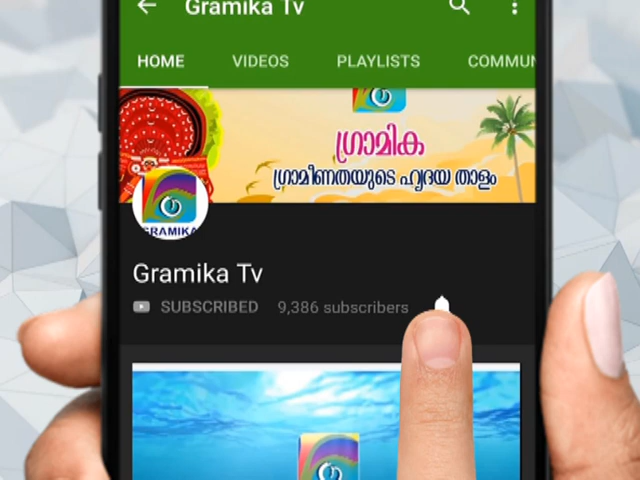 Gramika Tv
HOME VIDEOS PLAYLISTS COMMUN
ഗ്രാമിക
ഗ്രാമീണതയുടെ ഹൃദയ താളം
GRAMIKA
Gramika Tv
SUBSCRIBED 9,386 subscribers